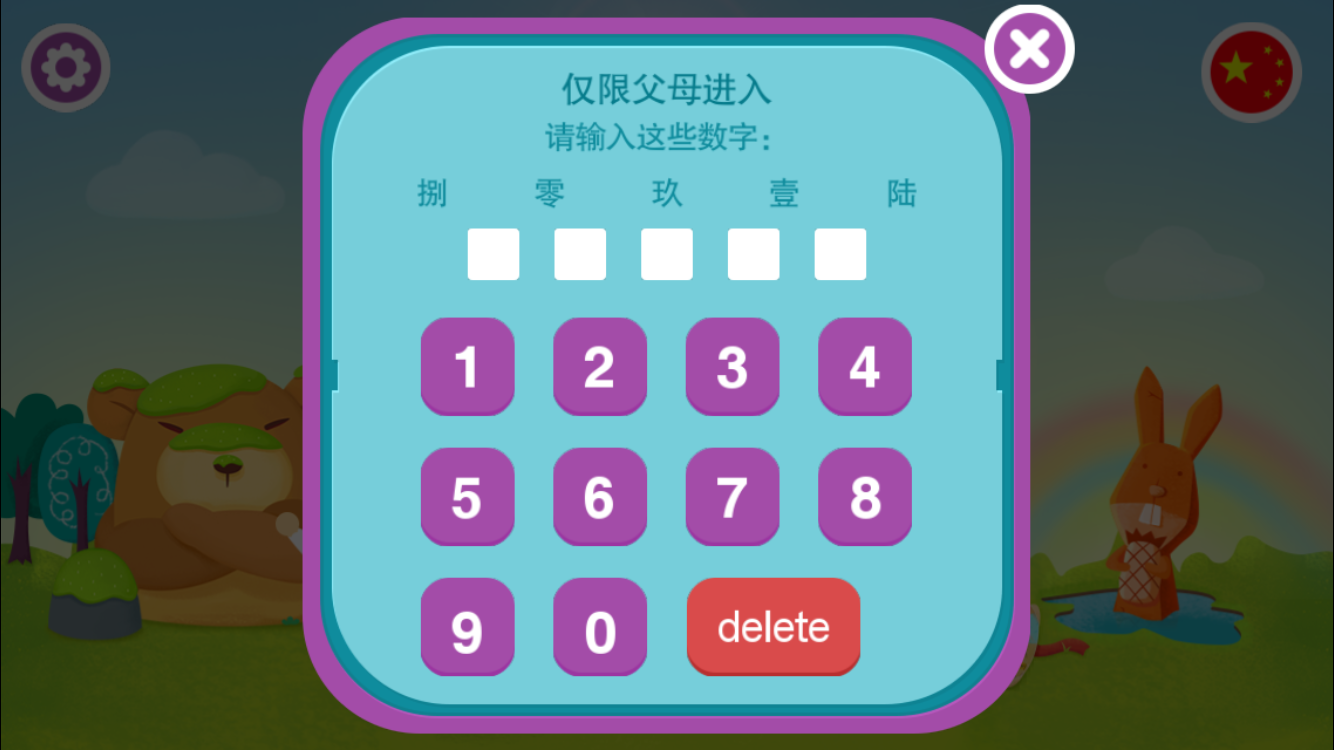 仅限父母进入
请输入这些数字：
捌 零 玖 壹 陆
1 2 3 4
5 6 7 8
9 0 delete